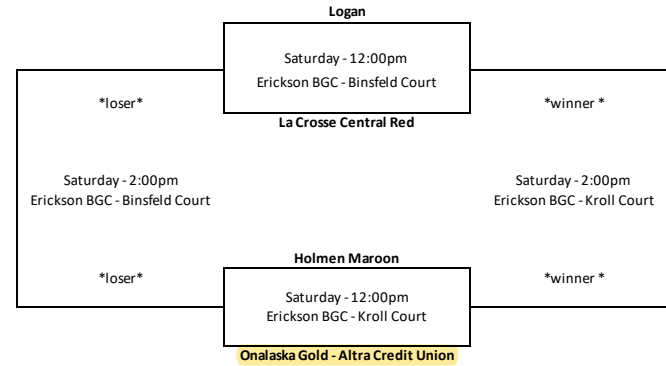 Logan
Saturday - 12:00pm
Erickson BGC - Binsfeld Court
La Crosse Central Red
*loser*
*winner *
Saturday - 2:00pm
Erickson BGC - Binsfeld Court
Saturday - 2:00pm
Erickson BGC - Kroll Court
*loser*
*winner *
Holmen Maroon
Saturday - 12:00pm
Erickson BGC - Kroll Court
Onalaska Gold - Altra Credit Union